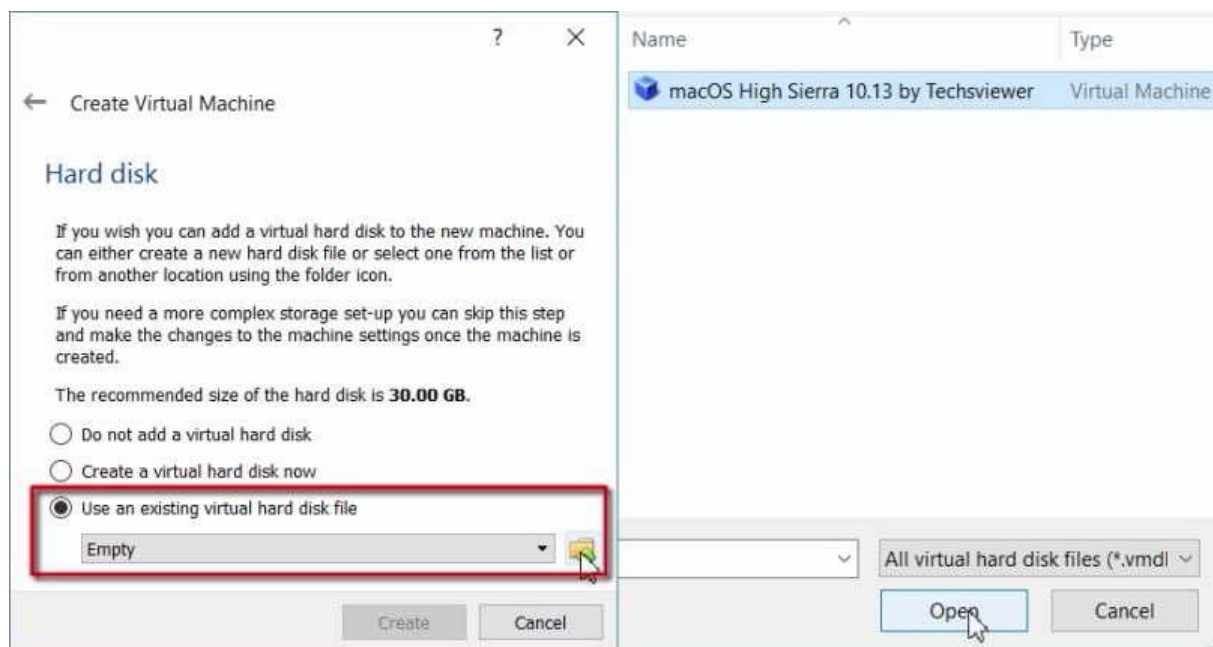 ?
Create Virtual Machine
Hard disk
If you wish you can add a virtual hard disk to the new machine. You
can either create a new hard disk file or select one from the list or
from another location using the folder icon.
If you need a more complex storage set-up you can skip this step
and make the changes to the machine settings once the machine is
created.
The recommended size of the hard disk is 30.00 GB.
Do not add a virtual hard disk
Create a virtual hard disk now
Use an existing virtual hard disk file
Empty
Create Cancel
Name Type
macOS High Sierra 10.13 by Techsviewer Virtual Machine
All virtual hard disk files (*.vmdl
Open Cancel